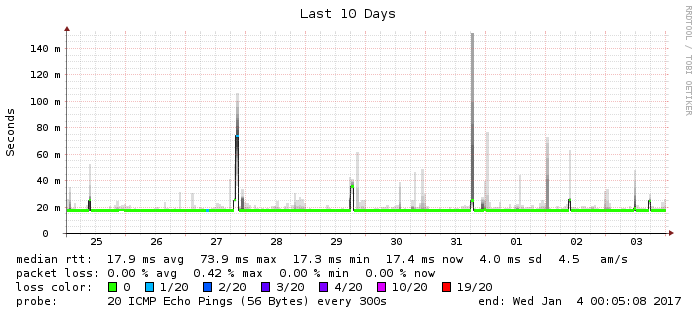 Last 10 Days
RRDTOOL / TOBI OETIKER
Seconds
140 m
120 m
100 m
80 m
60 m
40 m
20 m
0
25 26 27 28 29 30 31 01 02 03
median rtt: 17.9 ms avg 73.9 ms max 17.3 ms min 17.4 ms now 4.0 ms sd 4.5 am/s
packet loss: 0.00 % avg 0.42 % max 0.00 % min 0.00 % now
loss color: 0 1/20 2/20 3/20 4/20 10/20 19/20
probe: 20 ICMP Echo Pings (56 Bytes) every 300s end: Wed Jan 4 00:05:08 2017